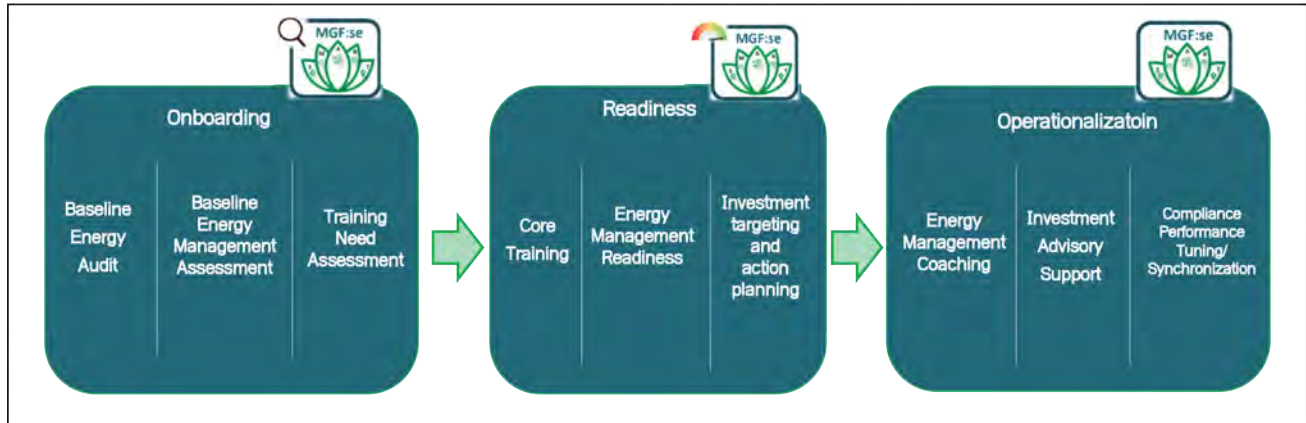 MGF:se
Onboarding
Baseline
Energy
Audit
Baseline
Energy
Management
Assessment
Training
Need
Assessment
MGF:se
Readiness
Core
Training
Energy
Management
Readiness
Investment
targeting
and
action
planning
MGF:se
Operationalizatoin
Energy
Management
Coaching
Investment
Advisory
Support
Compliance
Performance
Tuning/
Synchronization